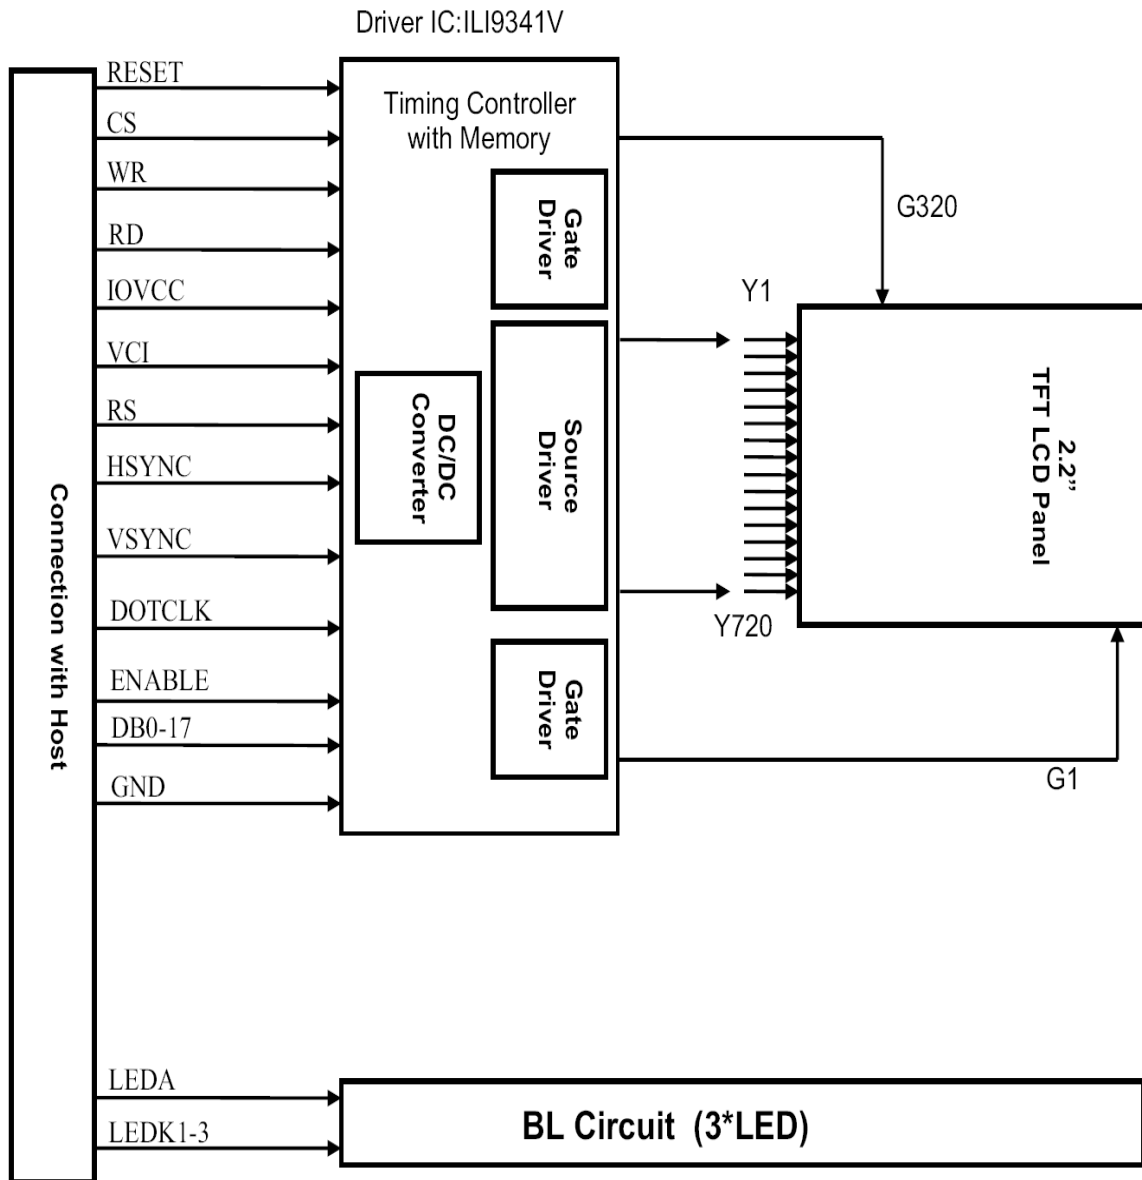 Driver IC:ILI9341V
RESET
CS
WR
RD
IOVCC
VCI
RS
HSYNC
VSYNC
DOTCLK
ENABLE
DB0-17
GND
LEDA
LEDK1-3
Connection with Host
Timing Controller
with Memory
Gate
Driver
DC/DC
Converter
Source
Driver
Gate
Driver
G320
Y1
Y720
G1
2.2”
TFT LCD Panel
BL Circuit (3*LED)